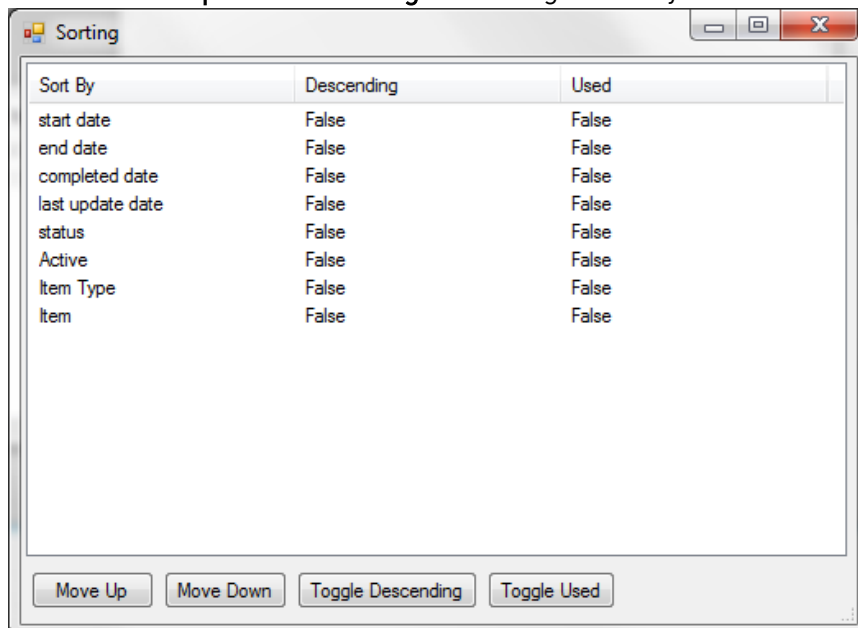 Sorting
Sort By Descending Used
start date False False
end date False False
completed date False False
last update date False False
status False False
Active False False
Item Type False False
Item False False
Move Up Move Down Toggle Descending Toggle Used